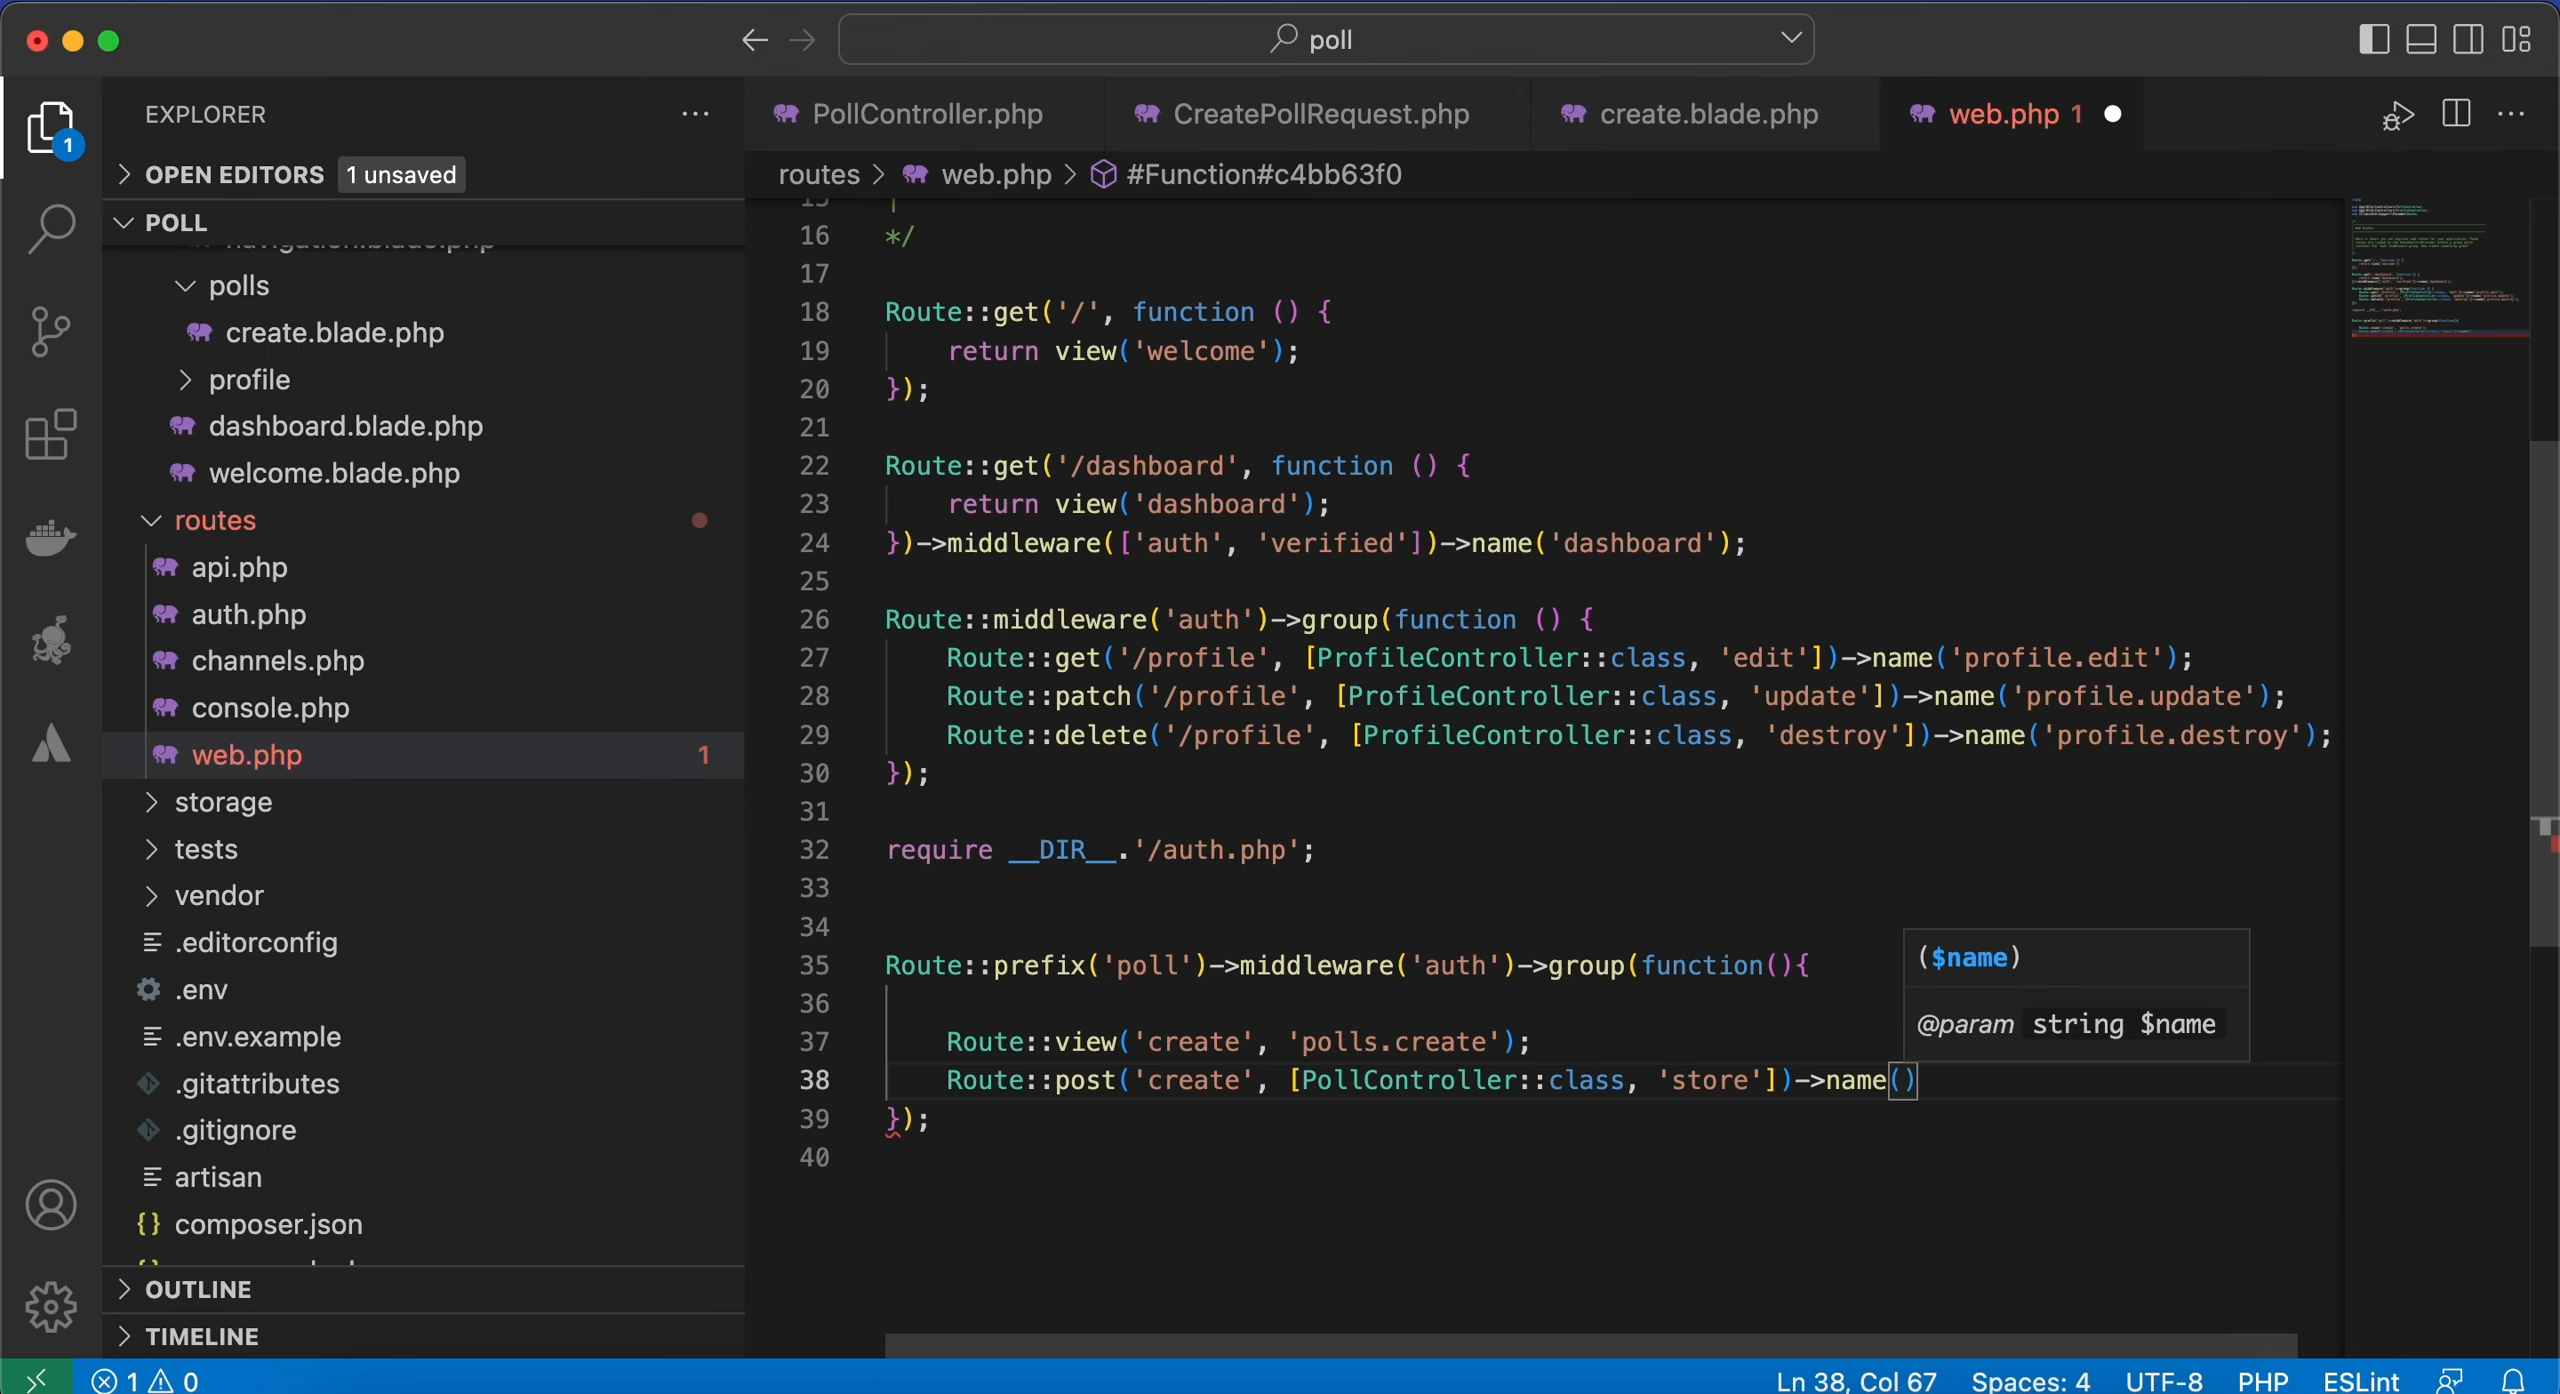 poll
EXPLORER
OPEN EDITORS 1 unsaved
POLL
navigation.blade.php
polls
create.blade.php
profile
dashboard.blade.php
welcome.blade.php
routes
api.php
auth.php
channels.php
console.php
web.php 1
storage
tests
vendor
.editorconfig
.env
.env.example
.gitattributes
.gitignore
artisan
composer.json
OUTLINE
TIMELINE
1
PollController.php CreatePollRequest.php create.blade.php web.php 1
routes > web.php > #Function#c4bb63f0
15 |
16 */
17
18 Route::get('/', function () {
19     return view('welcome');
20 });
21
22 Route::get('/dashboard', function () {
23     return view('dashboard');
24 })->middleware(['auth', 'verified'])->name('dashboard');
25
26 Route::middleware('auth')->group(function () {
27     Route::get('/profile', [ProfileController::class, 'edit'])->name('profile.edit');
28     Route::patch('/profile', [ProfileController::class, 'update'])->name('profile.update');
29     Route::delete('/profile', [ProfileController::class, 'destroy'])->name('profile.destroy');
30 });
31
32 require __DIR__.'/auth.php';
33
34
35 Route::prefix('poll')->middleware('auth')->group(function(){
36
37     Route::view('create', 'polls.create');
38     Route::post('create', [PollController::class, 'store'])->name()
39 });
40
($name)
@param string $name
1 0 Ln 38, Col 67 Spaces: 4 UTF-8 PHP ESLint